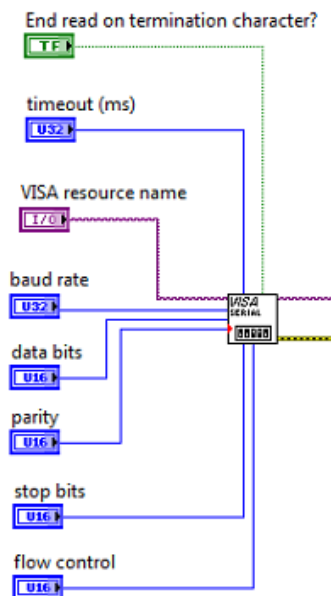 End read on termination character?
TF
timeout (ms)
U32
VISA resource name
I/O
baud rate
U32
VISA
SERIAL
data bits
U16
parity
U16
stop bits
U16
flow control
U16